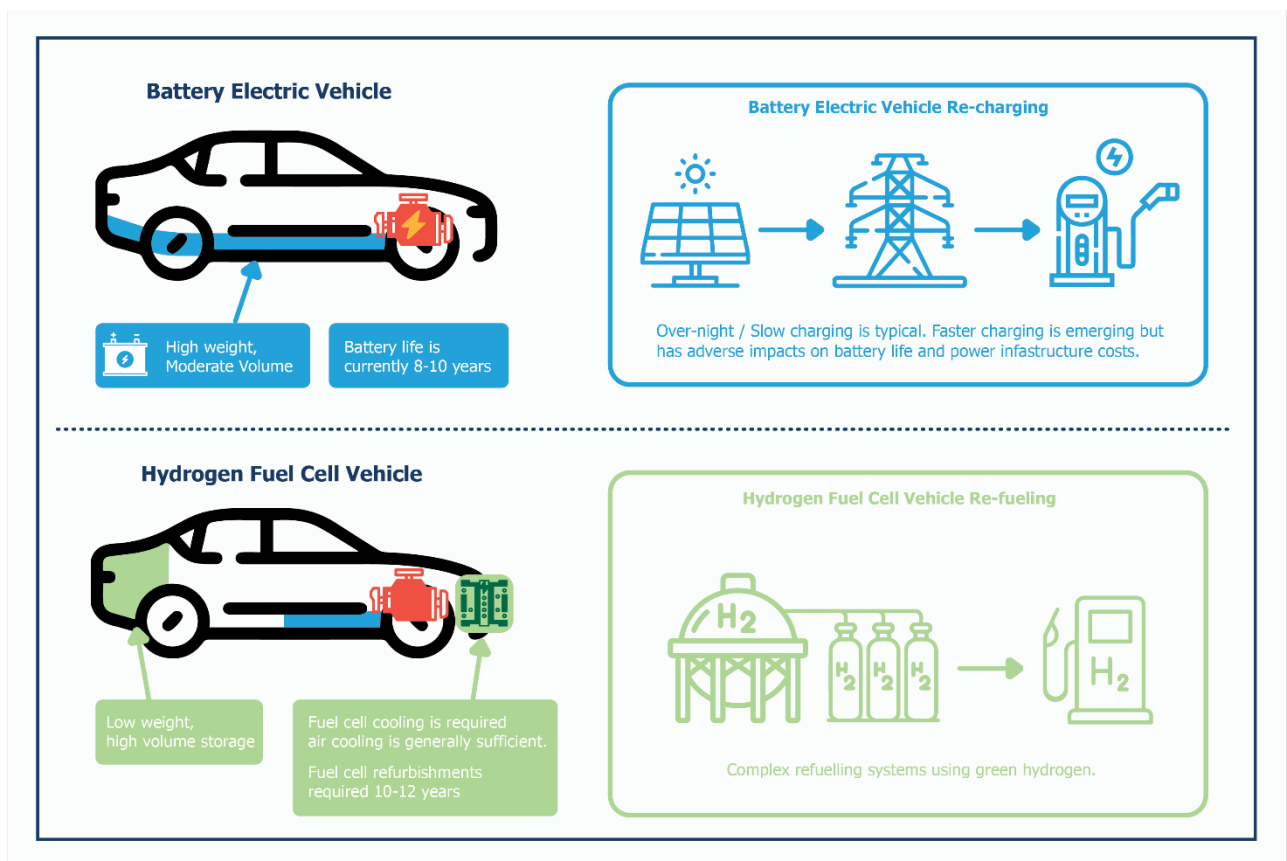 Battery Electric Vehicle
High weight,
Moderate Volume
Battery life is
currently 8-10 years
Battery Electric Vehicle Re-charging
Over-night / Slow charging is typical. Faster charging is emerging but
has adverse impacts on battery life and power infastructure costs.
Hydrogen Fuel Cell Vehicle
Low weight,
high volume storage
Fuel cell cooling is required
air cooling is generally sufficient.
Fuel cell refurbishments
required 10-12 years
Hydrogen Fuel Cell Vehicle Re-fueling
H2
H2
H2
H2
H2
Complex refuelling systems using green hydrogen.